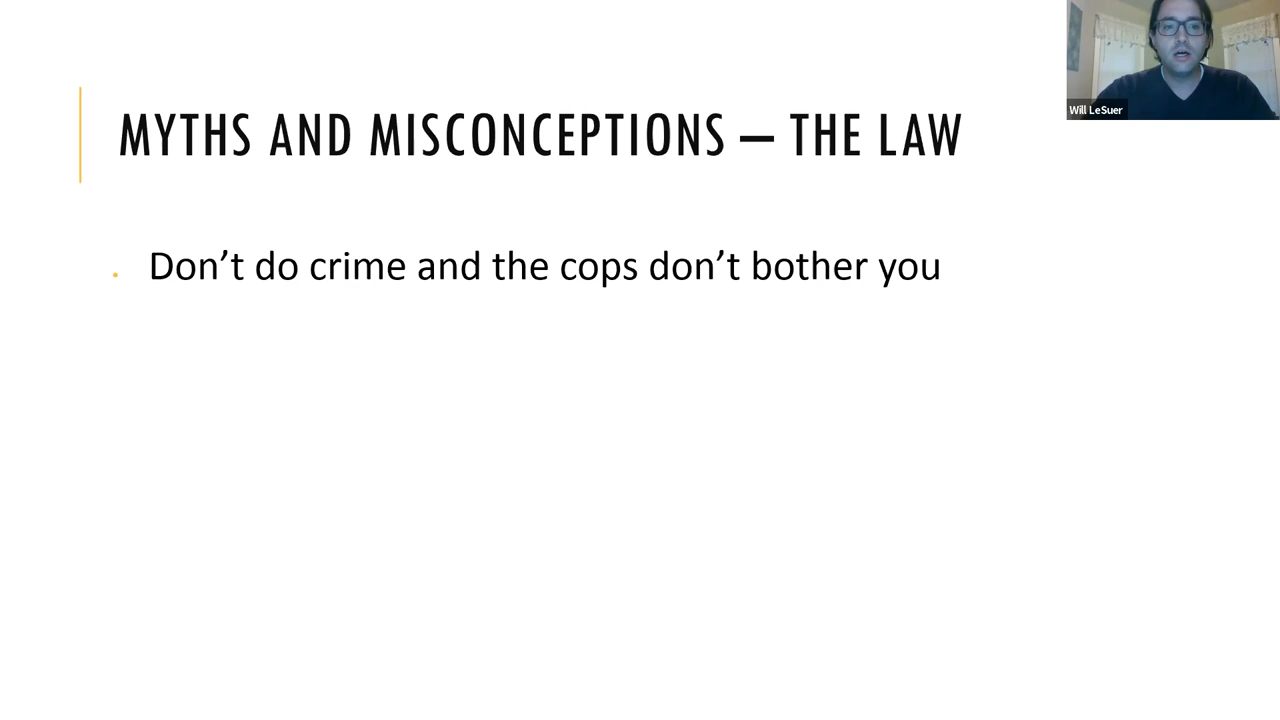 Will LeSuer
MYTHS AND MISCONCEPTIONS – THE LAW
Don’t do crime and the cops don’t bother you